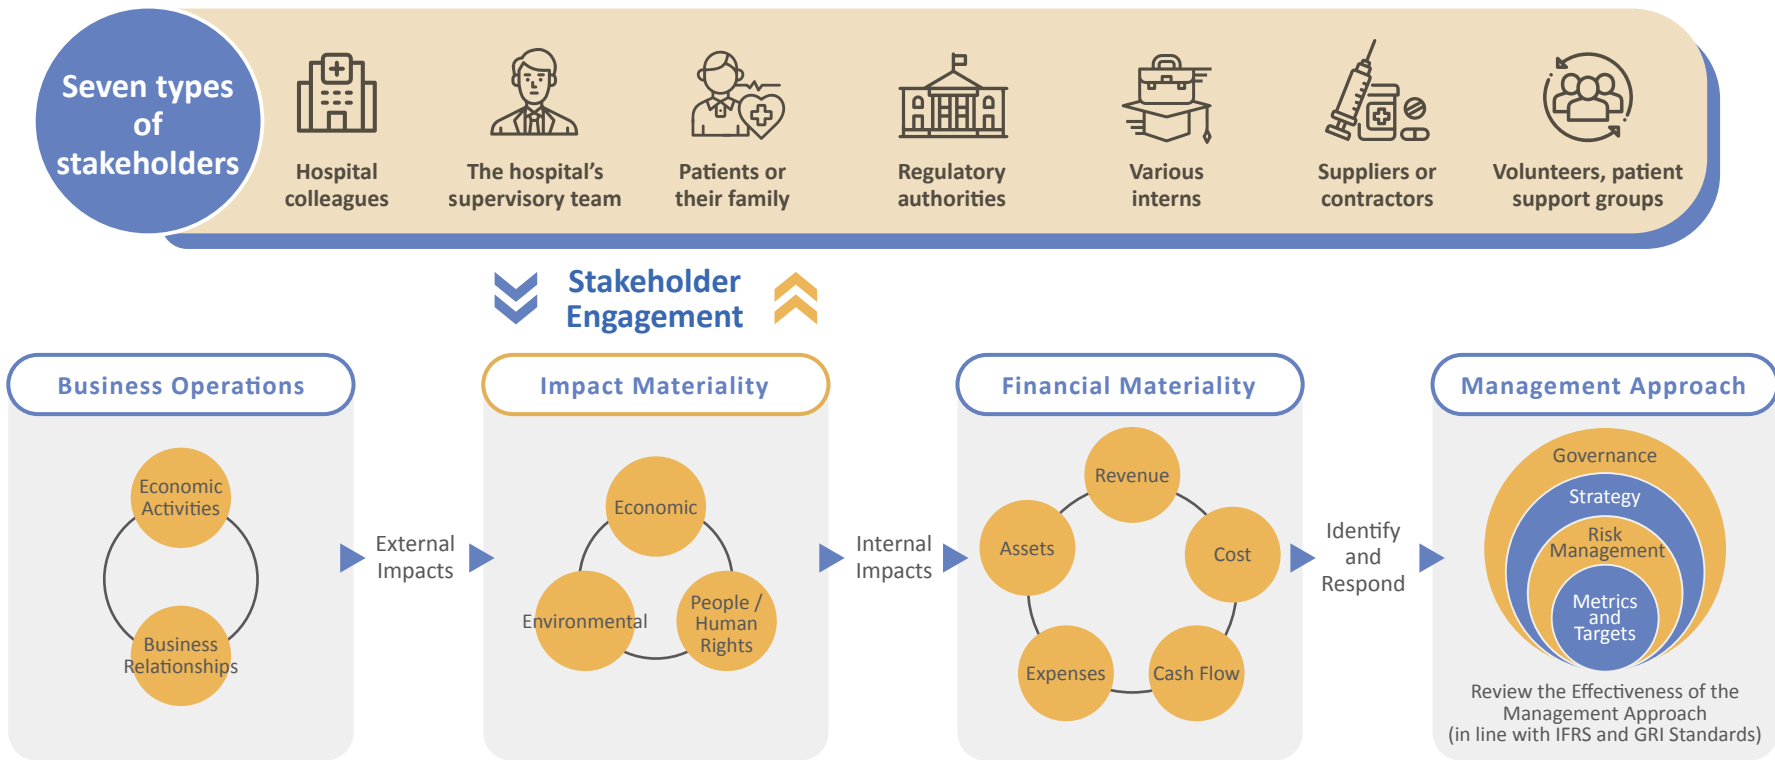 Seven types
of
stakeholders
Hospital
colleagues
The hospital's
supervisory team
Patients or
their family
Regulatory
authorities
Various
interns
Suppliers or
contractors
Volunteers, patient
support groups
Stakeholder
Engagement
Business Operations
Economic
Activities
Business
Relationships
External
Impacts
Impact Materiality
Economic
Environmental
People /
Human
Rights
Internal
Impacts
Financial Materiality
Revenue
Assets
Cost
Expenses
Cash Flow
Identify
and
Respond
Management Approach
Governance
Strategy
Risk
Management
Metrics
and
Targets
Review the Effectiveness of the
Management Approach
(in line with IFRS and GRI Standards)